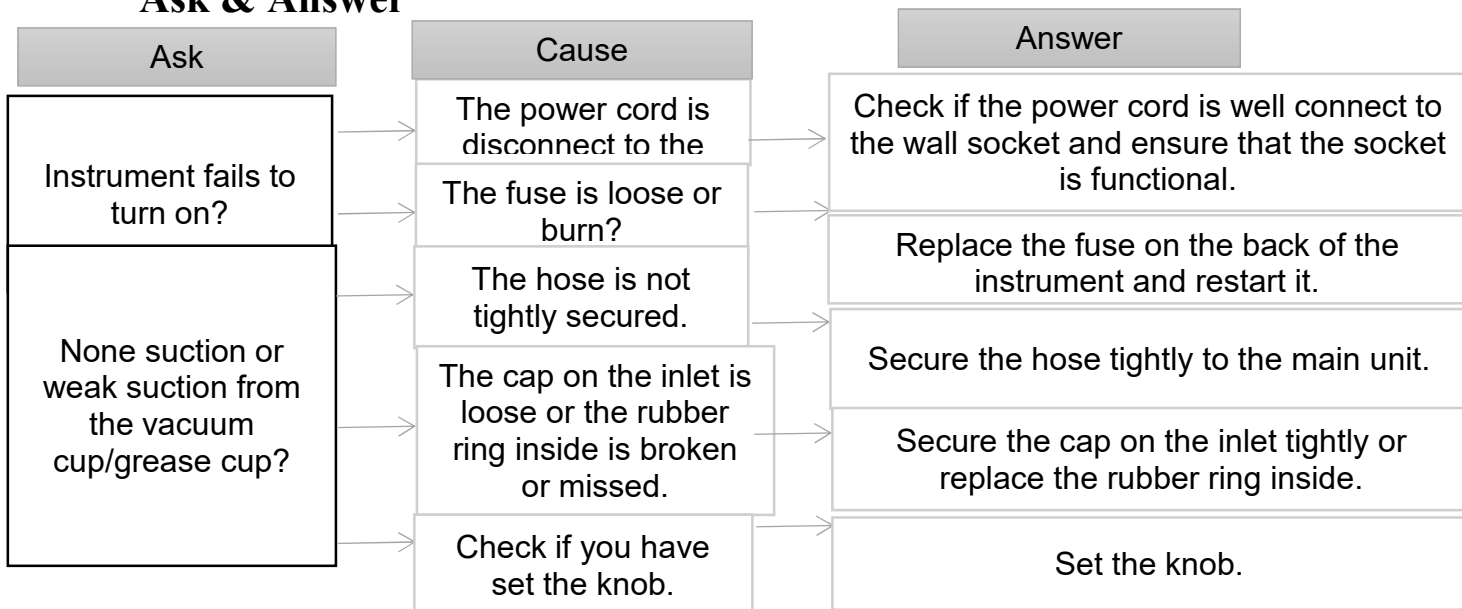 Ask & Answer
Ask
Cause
Answer
Instrument fails to
turn on?
The power cord is
disconnect to the
Check if the power cord is well connect to
the wall socket and ensure that the socket
is functional.
The fuse is loose or
burn?
Replace the fuse on the back of the
instrument and restart it.
None suction or
weak suction from
the vacuum
cup/grease cup?
The hose is not
tightly secured.
Secure the hose tightly to the main unit.
The cap on the inlet is
loose or the rubber
ring inside is broken
or missed.
Secure the cap on the inlet tightly or
replace the rubber ring inside.
Check if you have
set the knob.
Set the knob.